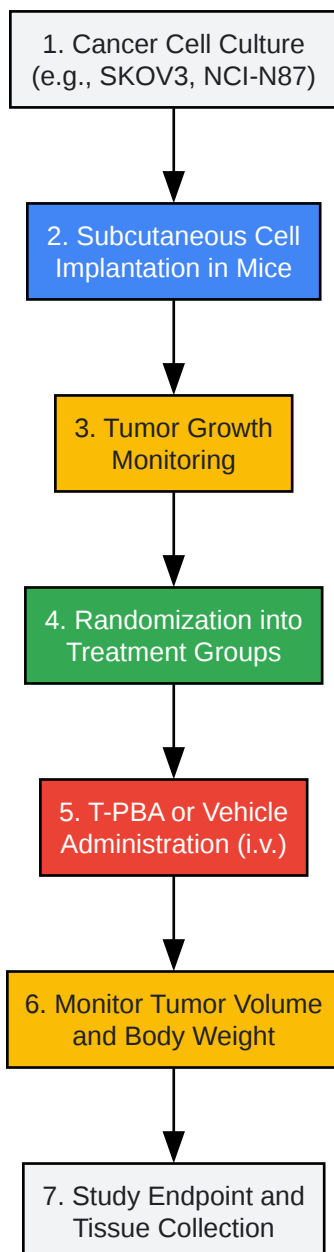 1. Cancer Cell Culture
(e.g., SKOV3, NCI-N87)
2. Subcutaneous Cell
Implantation in Mice
3. Tumor Growth
Monitoring
4. Randomization into
Treatment Groups
5. T-PBA or Vehicle
Administration (i.v.)
6. Monitor Tumor Volume
and Body Weight
7. Study Endpoint and
Tissue Collection